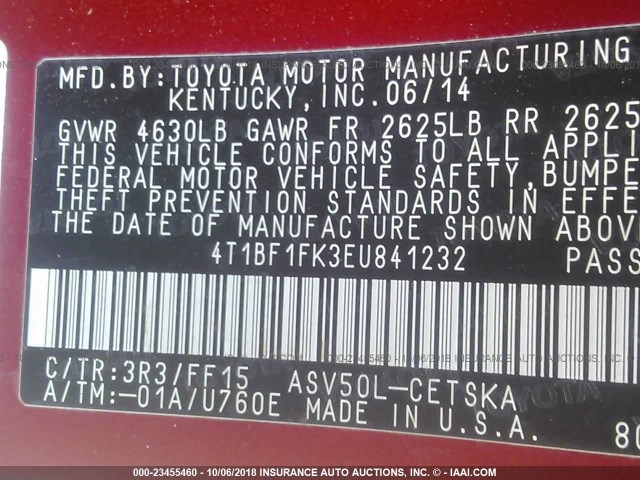 MFD. BY: TOYOTA MOTOR MANUFACTURING
KENTUCKY, INC. 06/14
GVWR 4630LB GAWR FR 2625LB RR 2625
THIS VEHICLE CONFORMS TO ALL APPLI
FEDERAL MOTOR VEHICLE SAFETY, BUMPE
THEFT PREVENTION STANDARDS IN EFFE
THE DATE OF MANUFACTURE SHOWN ABOV
4T1BF1FK3EU841232 PASS
C/TR:3R3/FF15 ASV50L-CETSKA
A/TM:-01A/U760E MADE IN U.S.A.
80
000-23455460 - 10/06/2018 INSURANCE AUTO AUCTIONS INC. - © - IAAI.COM